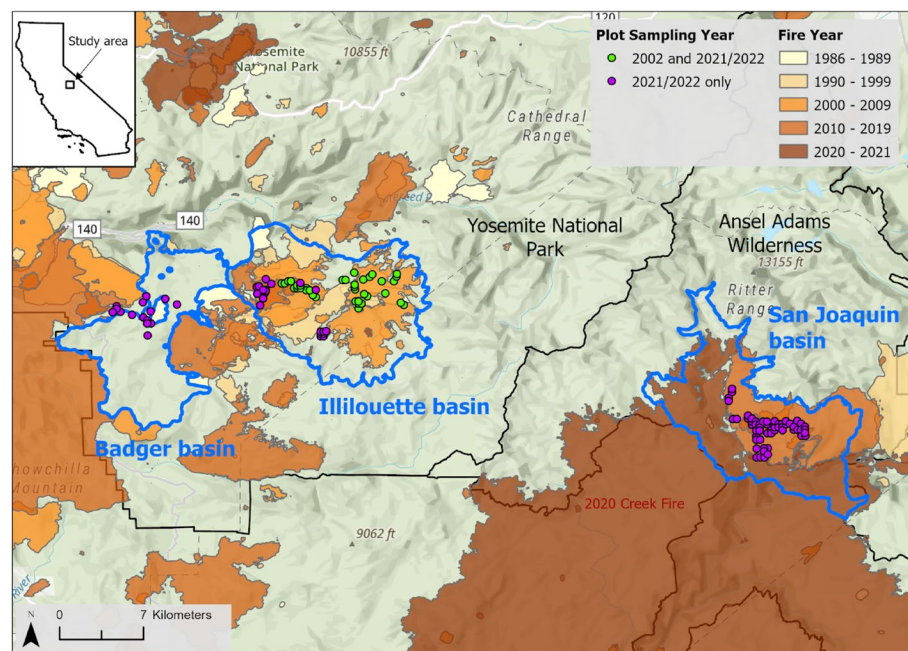 Study area
Yosemite
National Park
10855 ft
120
Plot Sampling Year
2002 and 2021/2022
2021/2022 only
Fire Year
1986 - 1989
1990 - 1999
2000 - 2009
2010 - 2019
2020 - 2021
Cathedral
Range
140
140
Yosemite National
Park
Ansel Adams
Wilderness
13155 ft
Ritter
Range
San Joaquin
basin
Illilouette basin
Badger basin
howchilla
Mountain
2020 Creek Fire
9062 ft
River
N
0
7 Kilometers